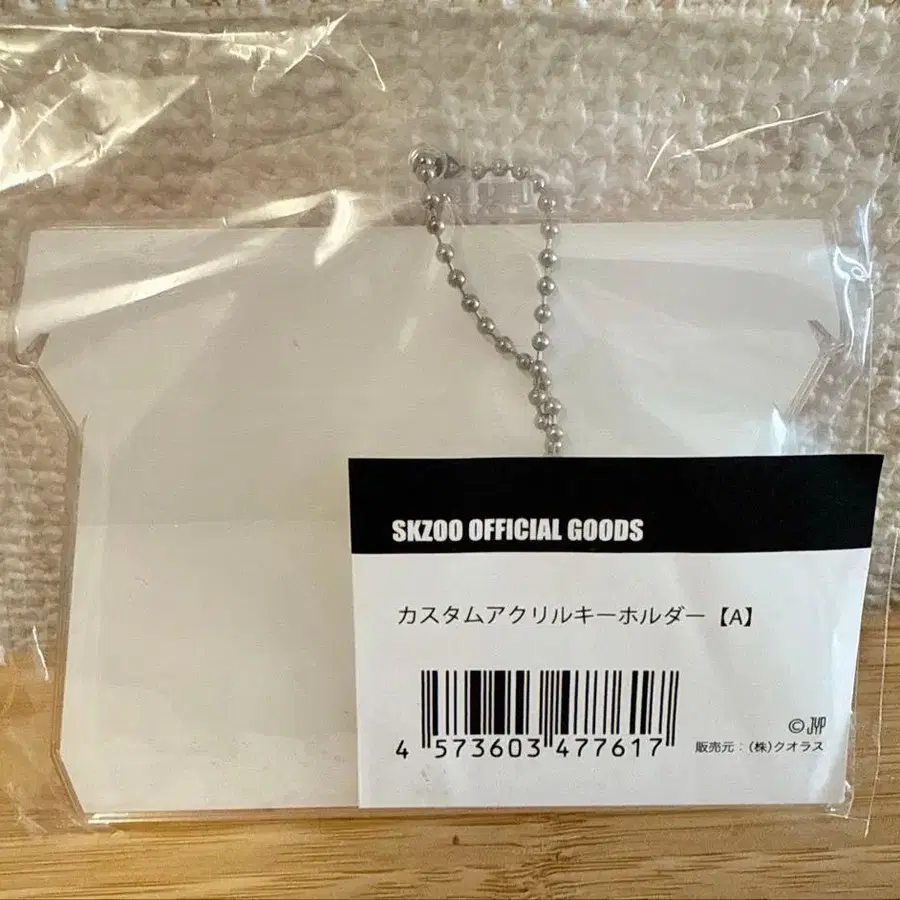 SKZOO OFFICIAL GOODS
カスタムアクリルキーホルダー【A】
4 573603 477617
© JYP
販売元：(株)クオラス